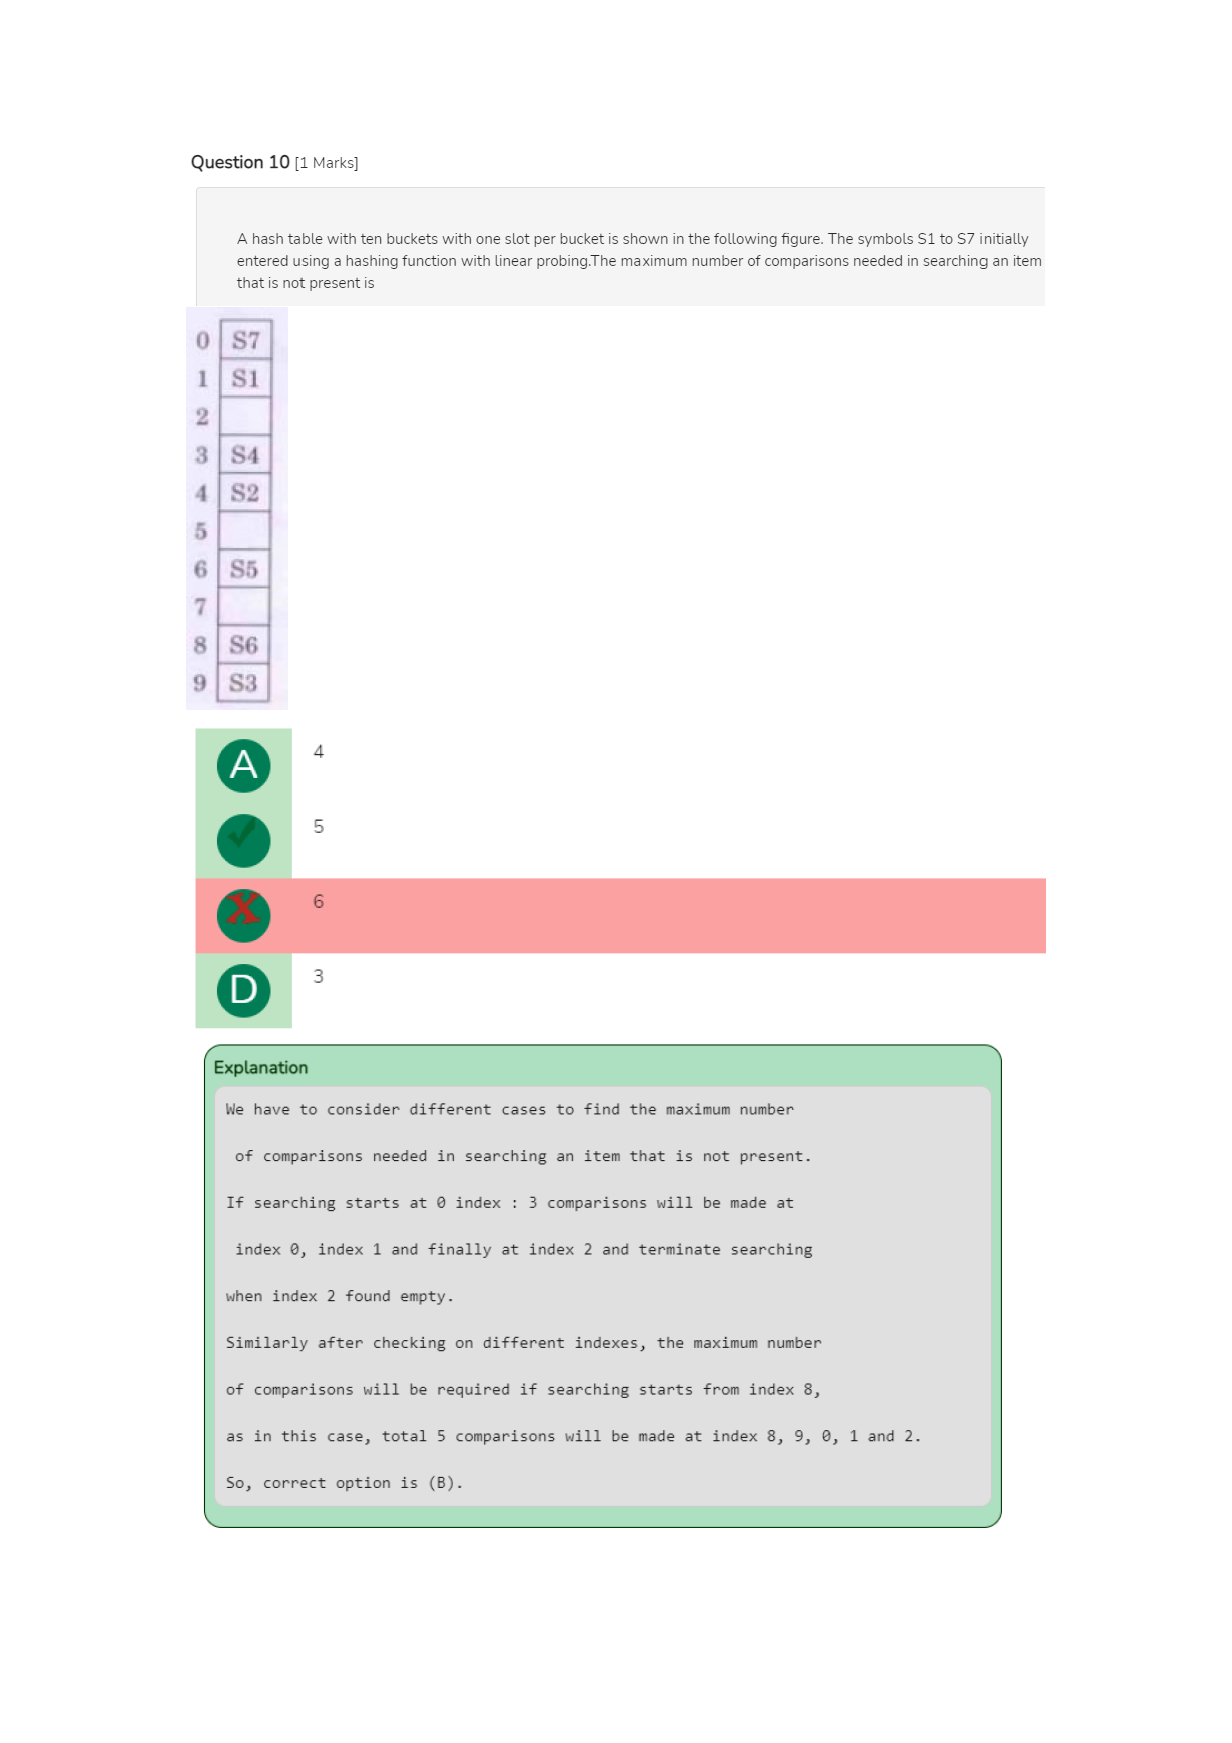 Question 10 [1 Marks]
A hash table with ten buckets with one slot per bucket is shown in the following figure. The symbols S1 to S7 initially
entered using a hashing function with linear probing.The maximum number of comparisons needed in searching an item
that is not present is
0 S7
1 S1
2
3 S4
4 S2
5
6 S5
7
8 S6
9 S3
A 4
5
X 6
D 3
Explanation
We have to consider different cases to find the maximum number
of comparisons needed in searching an item that is not present.
If searching starts at 0 index : 3 comparisons will be made at
index 0, index 1 and finally at index 2 and terminate searching
when index 2 found empty.
Similarly after checking on different indexes, the maximum number
of comparisons will be required if searching starts from index 8,
as in this case, total 5 comparisons will be made at index 8, 9, 0, 1 and 2.
So, correct option is (B).